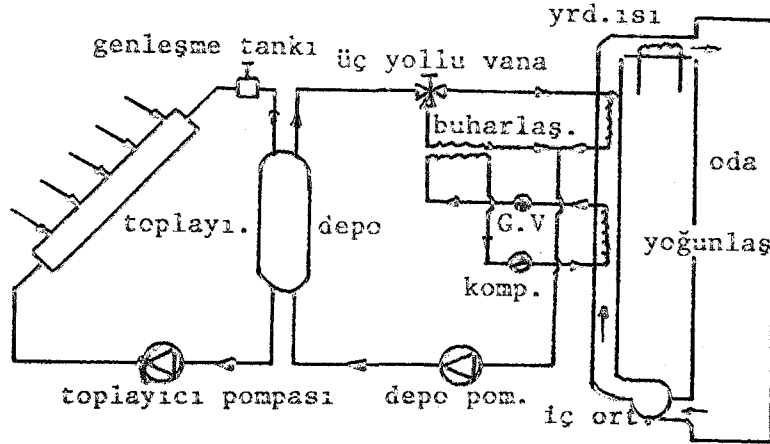 yrd.ısı
genleşme tankı
üç yollu vana
buharlaş.
oda
toplayı.
depo
G.V
yoğunlaş
komp.
toplayıcı pompası
depo pom.
iç ort.